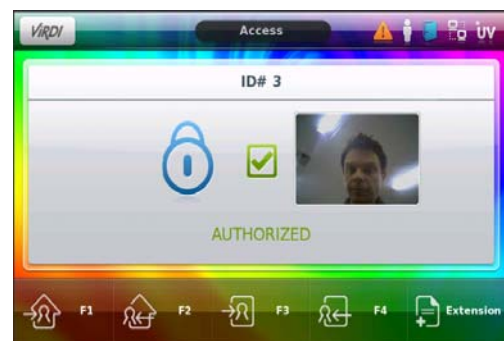 ViRDI
Access
UV
ID# 3
AUTHORIZED
F1
F2
F3
F4
Extension